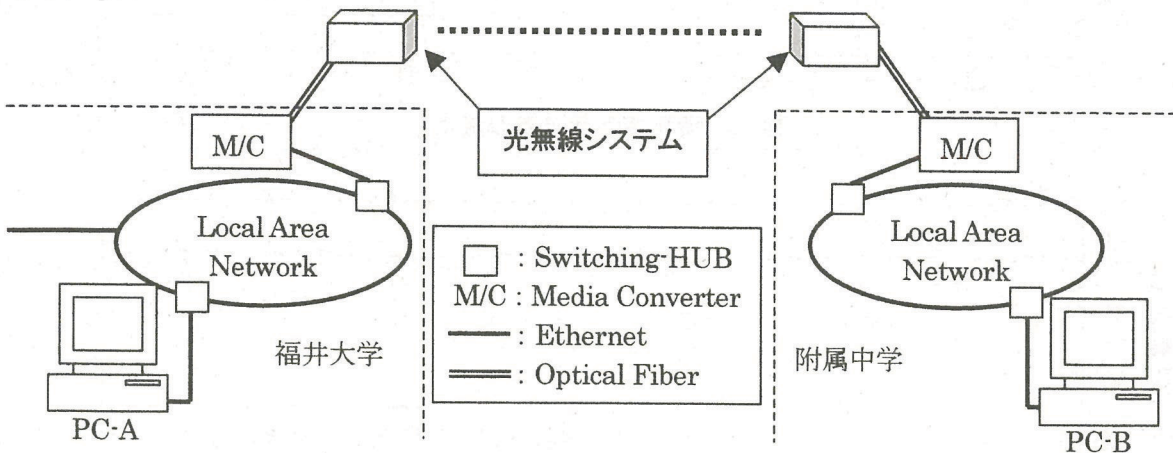 光無線システム
M/C
M/C
Local Area
Network
Local Area
Network
□ : Switching-HUB
M/C : Media Converter
: Ethernet
: Optical Fiber
福井大学
附属中学
PC-A
PC-B